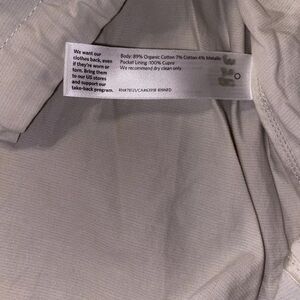 We want our
clothes back, even
if they're worn or
torn. Bring them
to our US stores
and support our
take-back program.
Body: 89% Organic Cotton 7% Cotton 4% Metallic
Pocket Lining: 100% Cupro
We recommend dry clean only